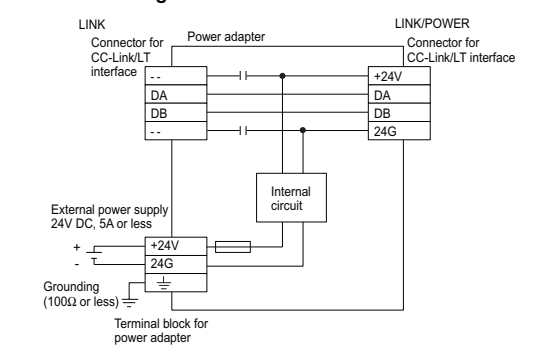 LINK
LINK/POWER
Connector for
CC-Link/LT
interface
Power adapter
Connector for
CC-Link/LT interface
- -
DA
DB
- -
+24V
DA
DB
24G
Internal
circuit
External power supply
24V DC, 5A or less
+
-
+24V
24G
Grounding
(100Ω or less)
Terminal block for
power adapter